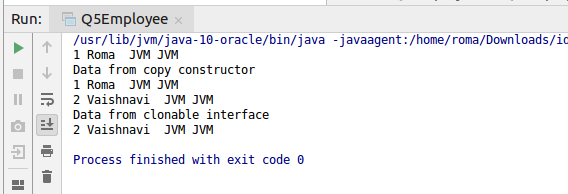 Run: Q5Employee
/usr/lib/jvm/java-10-oracle/bin/java -javaagent:/home/roma/Downloads/id
1 Roma  JVM JVM
Data from copy constructor
1 Roma  JVM JVM
2 Vaishnavi  JVM JVM
Data from clonable interface
2 Vaishnavi  JVM JVM
Process finished with exit code 0